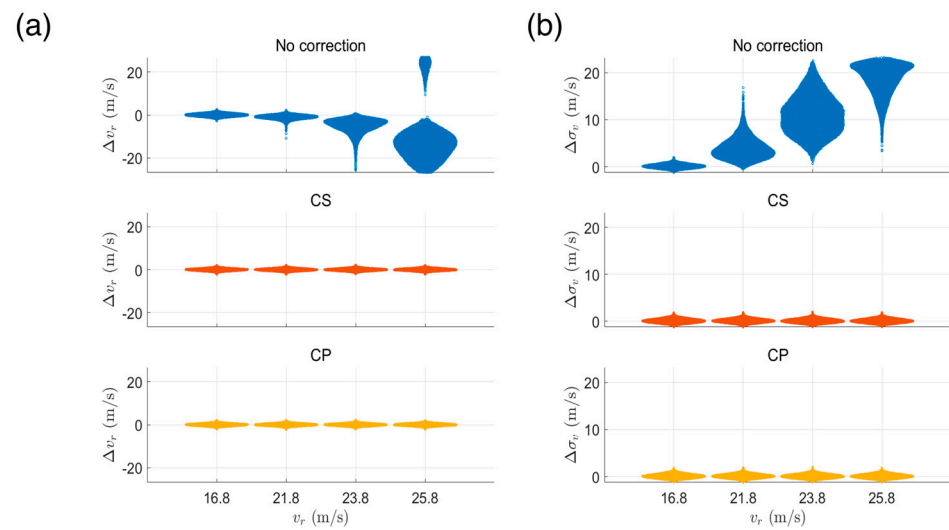 (a)
No correction
Δv_r (m/s)
20
0
-20
CS
Δv_r (m/s)
20
0
-20
CP
Δv_r (m/s)
20
0
-20
16.8 21.8 23.8 25.8
v_r (m/s)
(b)
No correction
Δσ_v (m/s)
20
10
0
CS
Δσ_v (m/s)
20
10
0
CP
Δσ_v (m/s)
20
10
0
16.8 21.8 23.8 25.8
v_r (m/s)